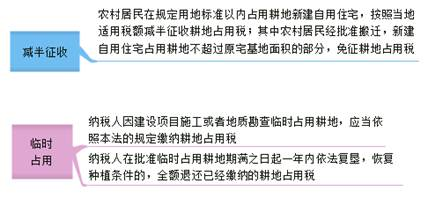 农村居民在规定用地标准以内占用耕地新建自用住宅，按照当地
适用税额减半征收耕地占用税；其中农村居民经批准搬迁，新建
自用住宅占用耕地不超过原宅基地面积的部分，免征耕地占用税
减半征收
纳税人因建设项目施工或者地质勘查临时占用耕地，应当依
照本法的规定缴纳耕地占用税
临时
占用
纳税人在批准临时占用耕地期满之日起一年内依法复垦，恢复
种植条件的，全额退还已经缴纳的耕地占用税